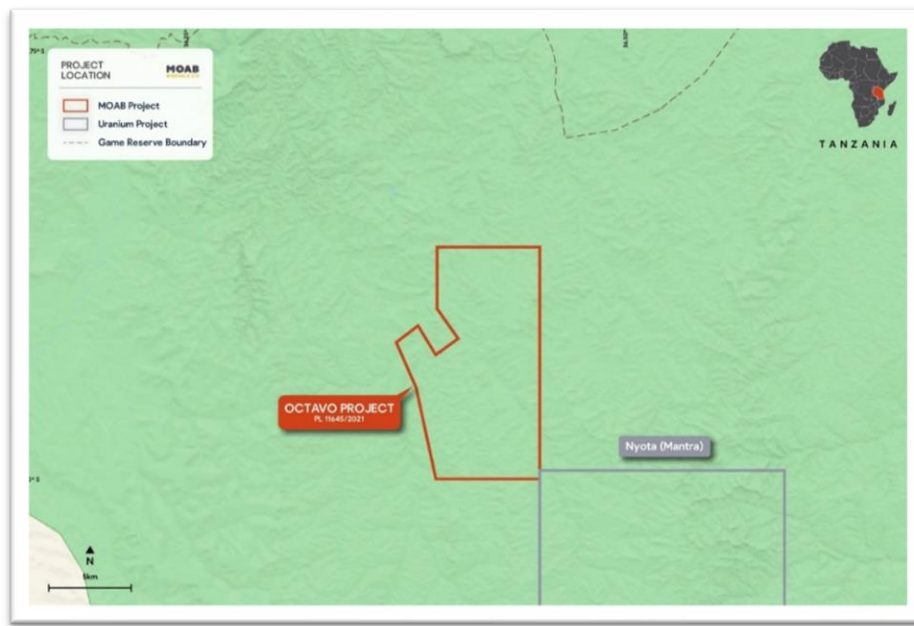 PROJECT
LOCATION
MOAB
MOAB Project
Uranium Project
Game Reserve Boundary
TANZANIA
OCTAVO PROJECT
PL 11645/2021
Nyota (Mantra)
N
5km